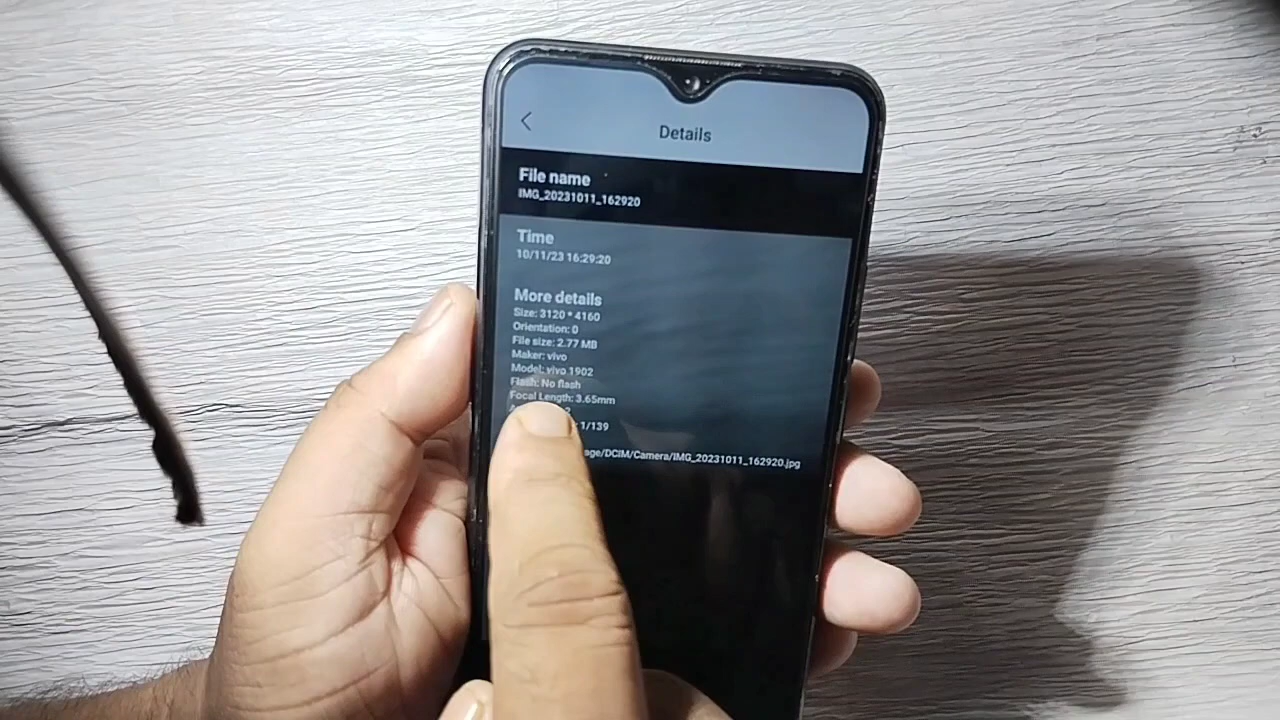 Details
File name
IMG_20231011_162920
Time
10/11/23 16:29:20
More details
Size: 3120 * 4160
Orientation: 0
File size: 2.77 MB
Maker: vivo
Model: vivo 1902
Flash: No flash
Focal Length: 3.65mm
1/139
age/DCIM/Camera/IMG_20231011_162920.jpg